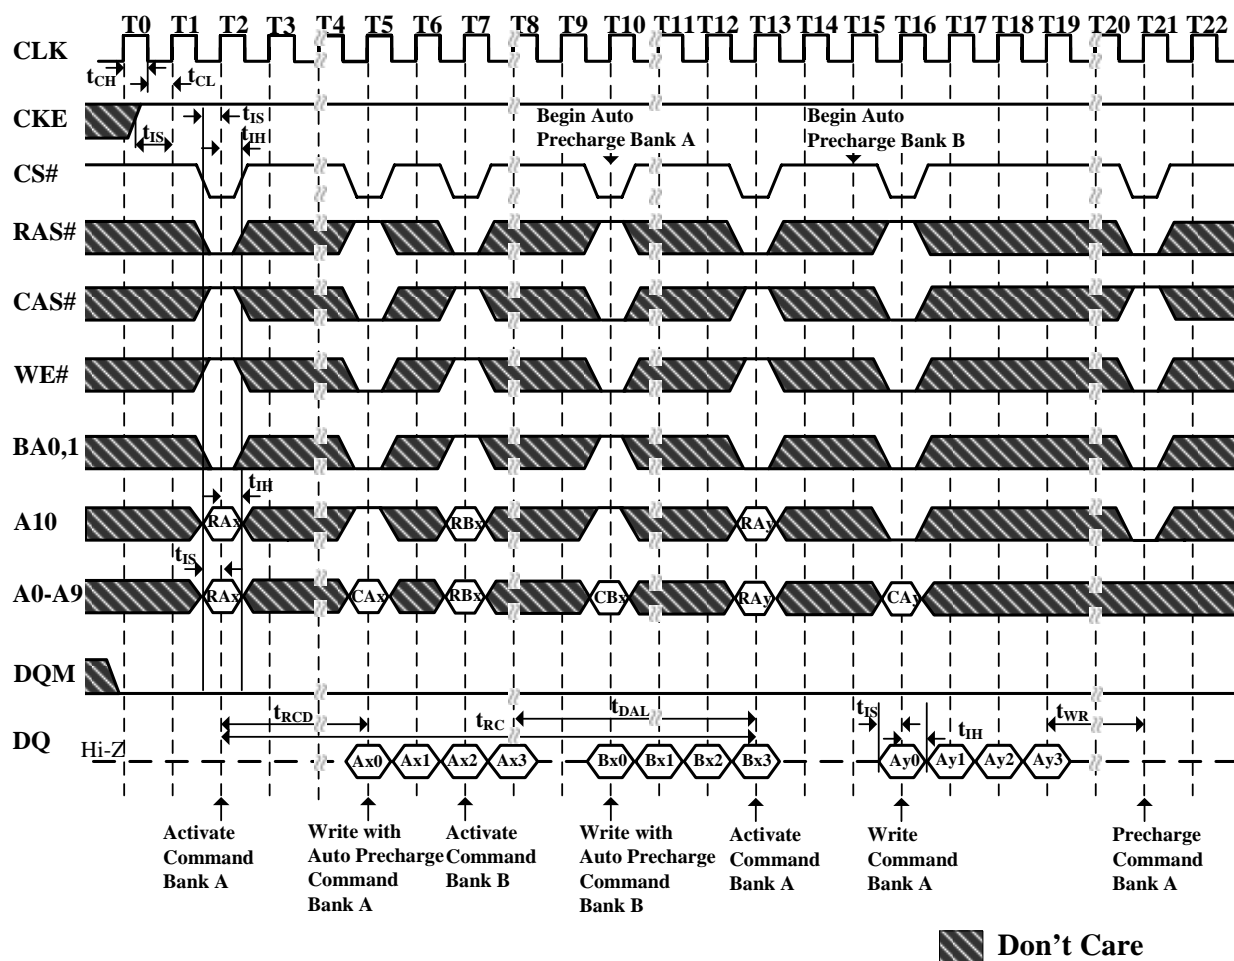 T0 T1 T2 T3 T4 T5 T6 T7 T8 T9 T10 T11 T12 T13 T14 T15 T16 T17 T18 T19 T20 T21 T22
CLK
tCH tCL
CKE
tIS
tIS
tIH
Begin Auto
Precharge Bank A
Begin Auto
Precharge Bank B
CS#
RAS#
CAS#
WE#
BA0,1
tIH
A10 RAx RBx RAy
tIS
A0-A9 RAx CAx RBx CBx RAy CAy
DQM
tRCD tRC tDAL tIS tIH tWR
DQ
Hi-Z Ax0 Ax1 Ax2 Ax3 Bx0 Bx1 Bx2 Bx3 Ay0 Ay1 Ay2 Ay3
Activate
Command
Bank A
Write with
Auto Precharge
Command
Bank A
Activate
Command
Bank B
Write with
Auto Precharge
Command
Bank B
Activate
Command
Bank A
Write
Command
Bank A
Precharge
Command
Bank A
Don't Care